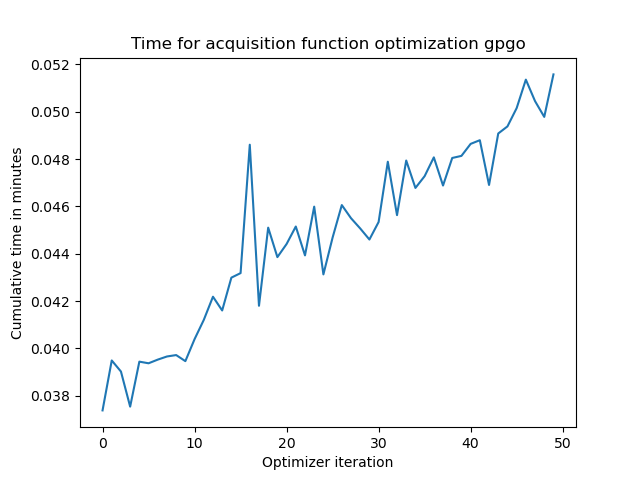 Time for acquisition function optimization gpgo
0.052
0.050
0.048
0.046
0.044
0.042
0.040
0.038
Cumulative time in minutes
0 10 20 30 40 50
Optimizer iteration